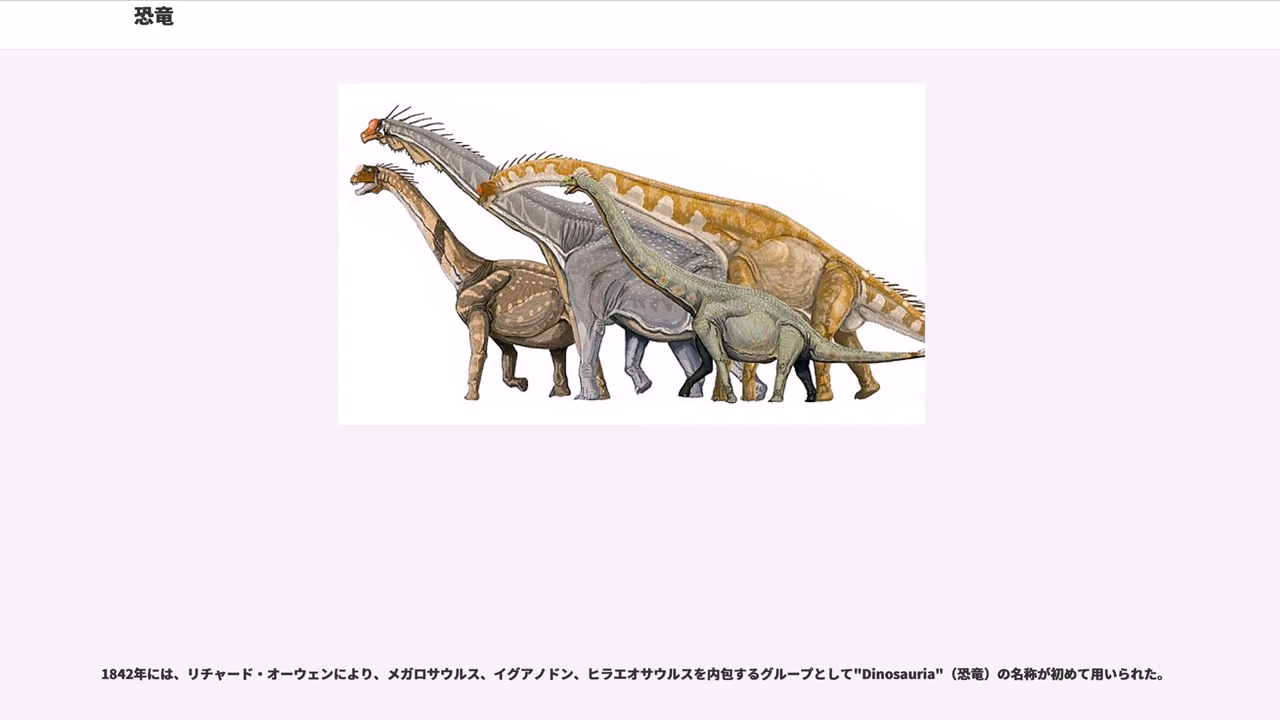 恐竜
1842年には、リチャード・オーウェンにより、メガロサウルス、イグアノドン、ヒラエオサウルスを内包するグループとして"Dinosauria"（恐竜）の名称が初めて用いられた。